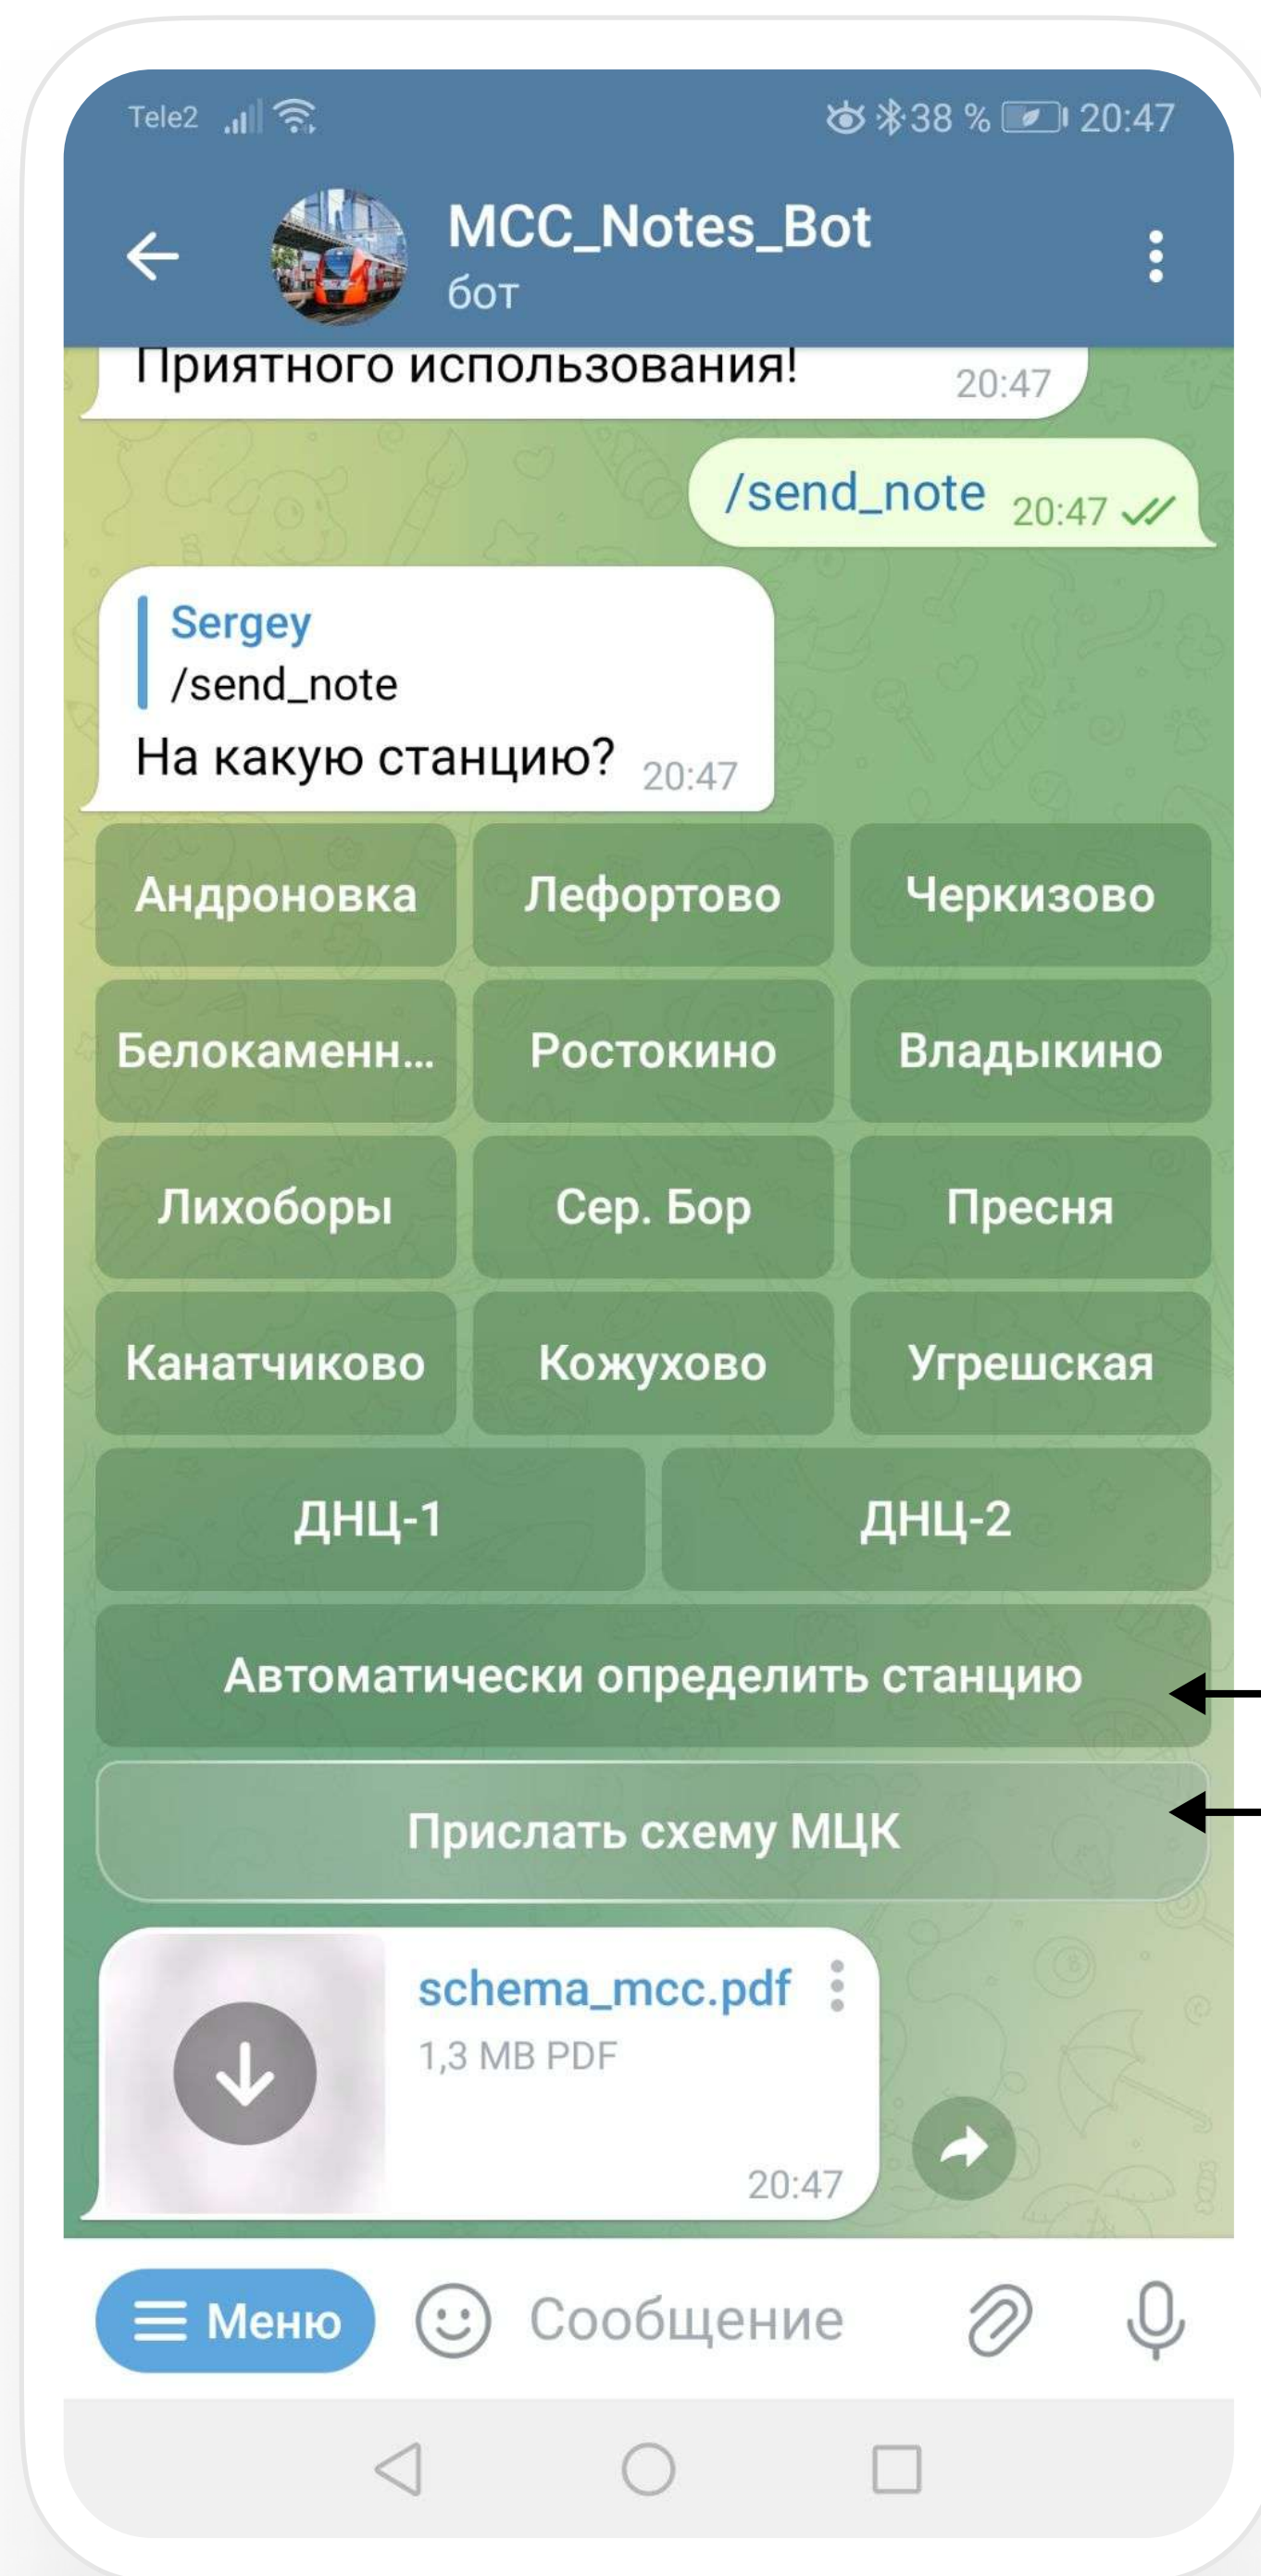 Tele2 38 % 20:47
MCC_Notes_Bot
бот
Приятного использования! 20:47
/send_note 20:47
Sergey
/send_note
На какую станцию? 20:47
Андроновка Лефортово Черкизово
Белокаменн... Ростокино Владыкино
Лихоборы Сер. Бор Пресня
Канатчиково Кожухово Угрешская
ДНЦ-1 ДНЦ-2
Автоматически определить станцию
Прислать схему МЦК
schema_mcc.pdf
1,3 MB PDF
20:47
Меню Сообщение